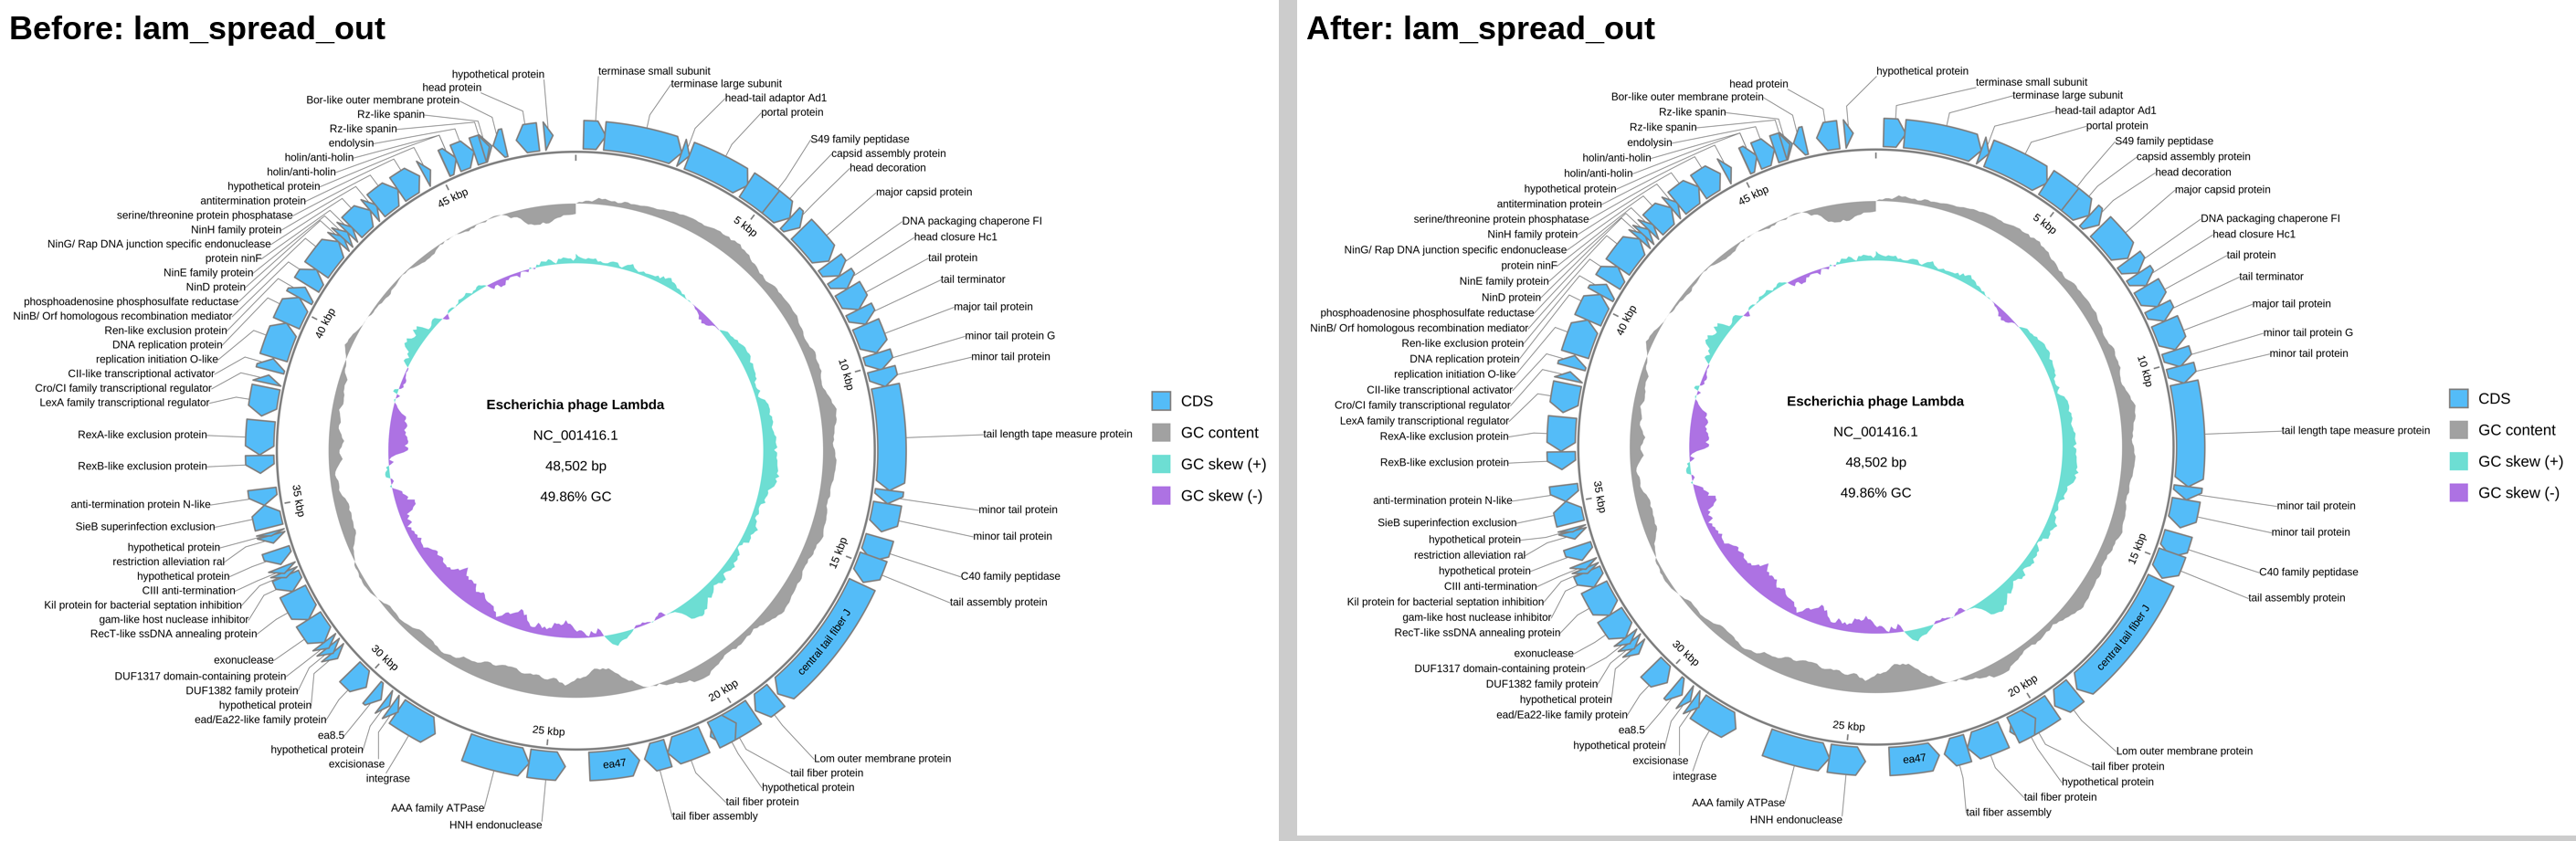 Before: lam_spread_out
hypothetical protein
head protein
Bor-like outer membrane protein
Rz-like spanin
Rz-like spanin
endolysin
holin/anti-holin
holin/anti-holin
hypothetical protein
antitermination protein
serine/threonine protein phosphatase
NinH family protein
NinG/ Rap DNA junction specific endonuclease
protein ninF
NinE family protein
NinD protein
phosphoadenosine phosphosulfate reductase
NinB/ Orf homologous recombination mediator
Ren-like exclusion protein
DNA replication protein
replication initiation O-like
CII-like transcriptional activator
Cro/CI family transcriptional regulator
LexA family transcriptional regulator
RexA-like exclusion protein
RexB-like exclusion protein
anti-termination protein N-like
SieB superinfection exclusion
hypothetical protein
restriction alleviation ral
hypothetical protein
CIII anti-termination
Kil protein for bacterial septation inhibition
gam-like host nuclease inhibitor
RecT-like ssDNA annealing protein
exonuclease
DUF1317 domain-containing protein
DUF1382 family protein
hypothetical protein
ead/Ea22-like family protein
ea8.5
hypothetical protein
excisionase
integrase
AAA family ATPase
HNH endonuclease
terminase small subunit
terminase large subunit
head-tail adaptor Ad1
portal protein
S49 family peptidase
capsid assembly protein
head decoration
major capsid protein
DNA packaging chaperone FI
head closure Hc1
tail protein
tail terminator
major tail protein
minor tail protein G
minor tail protein
tail length tape measure protein
minor tail protein
minor tail protein
C40 family peptidase
tail assembly protein
central tail fiber J
Lom outer membrane protein
tail fiber protein
hypothetical protein
tail fiber protein
tail fiber assembly
ea47
5 kbp
10 kbp
15 kbp
20 kbp
25 kbp
30 kbp
35 kbp
40 kbp
45 kbp
Escherichia phage Lambda
NC_001416.1
48,502 bp
49.86% GC
CDS
GC content
GC skew (+)
GC skew (-)
After: lam_spread_out
head protein
Bor-like outer membrane protein
Rz-like spanin
Rz-like spanin
endolysin
holin/anti-holin
holin/anti-holin
hypothetical protein
antitermination protein
serine/threonine protein phosphatase
NinH family protein
NinG/ Rap DNA junction specific endonuclease
protein ninF
NinE family protein
NinD protein
phosphoadenosine phosphosulfate reductase
NinB/ Orf homologous recombination mediator
Ren-like exclusion protein
DNA replication protein
replication initiation O-like
CII-like transcriptional activator
Cro/CI family transcriptional regulator
LexA family transcriptional regulator
RexA-like exclusion protein
RexB-like exclusion protein
anti-termination protein N-like
SieB superinfection exclusion
hypothetical protein
restriction alleviation ral
hypothetical protein
CIII anti-termination
Kil protein for bacterial septation inhibition
gam-like host nuclease inhibitor
RecT-like ssDNA annealing protein
exonuclease
DUF1317 domain-containing protein
DUF1382 family protein
hypothetical protein
ead/Ea22-like family protein
ea8.5
hypothetical protein
excisionase
integrase
AAA family ATPase
HNH endonuclease
hypothetical protein
terminase small subunit
terminase large subunit
head-tail adaptor Ad1
portal protein
S49 family peptidase
capsid assembly protein
head decoration
major capsid protein
DNA packaging chaperone FI
head closure Hc1
tail protein
tail terminator
major tail protein
minor tail protein G
minor tail protein
tail length tape measure protein
minor tail protein
minor tail protein
C40 family peptidase
tail assembly protein
central tail fiber J
Lom outer membrane protein
tail fiber protein
hypothetical protein
tail fiber protein
tail fiber assembly
ea47
5 kbp
10 kbp
15 kbp
20 kbp
25 kbp
30 kbp
35 kbp
40 kbp
45 kbp
Escherichia phage Lambda
NC_001416.1
48,502 bp
49.86% GC
CDS
GC content
GC skew (+)
GC skew (-)